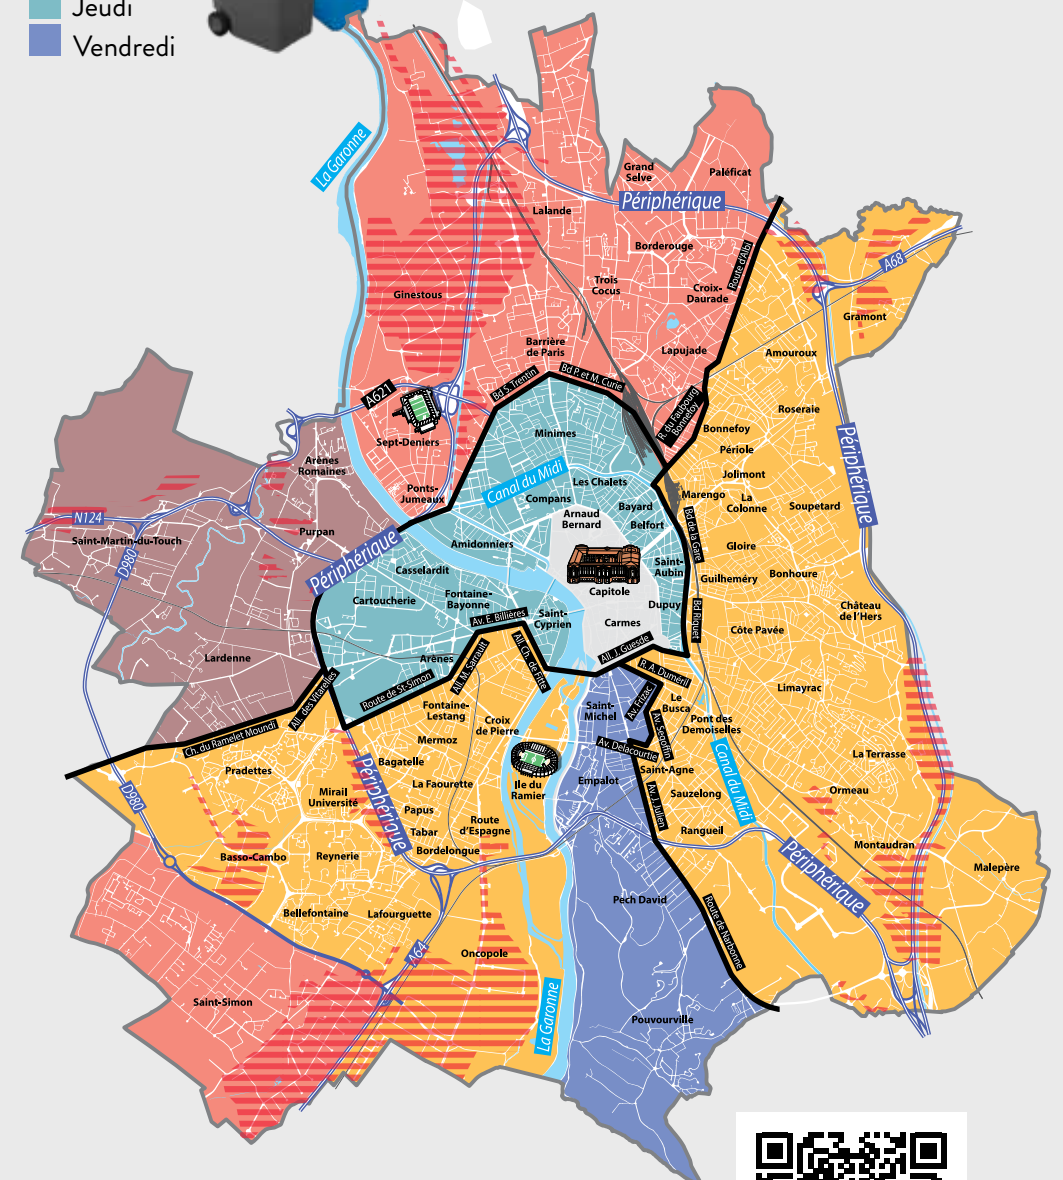 Jeudi
Vendredi
La Garonne
Grand
Selve
Paléficat
Périphérique
Lalande
Borderouge
Route d'Albi
A68
Trois
Cocus
Croix-
Daurade
Ginestous
Gramont
Barrière
de Paris
Lapujade
Amouroux
Bd S. Trentin
Bd P. et M. Curie
A621
R. du Faubourg
Bonnefoy
Roseraie
Sept-Deniers
Minimes
Bonnefoy
Périole
Périphérique
Arènes
Romaines
Canal du Midi
Les Chalets
Jolimont
Ponts-
Jumeaux
Compans
Marengo
La
Colonne
Bayard
Soupetard
Arnaud
Bernard
Belfort
Bd de la Gare
N124
Saint-Martin-du-Touch
Purpan
Périphérique
Amidonniers
Gloire
D980
Casselardit
Saint-
Aubin
Guilheméry
Bonhoure
Cartoucherie
Fontaine-
Bayonne
Capitole
Dupuy
Bd Riquet
Château
de l'Hers
Av. E. Billières
Saint-
Cyprien
Carmes
Côte Pavée
Lardenne
Arènes
All. J. Guesde
All. M. Sarrault
All. Ch. de Fitte
Route de St-Simon
R. A. Duméril
Limayrac
All. des Vitarelles
Av. Frizac
Le
Busca
Fontaine-
Lestang
Saint-
Michel
Ch. du Ramelet Moundi
Croix
de Pierre
Pont des
Demoiselles
Av. Segoffin
Mermoz
Av. Delacourtie
La Terrasse
Bagatelle
Pradettes
Saint-Agne
Canal du Midi
La Faourette
Ile du
Ramier
Empalot
D980
Mirail
Université
Périphérique
Sauzelong
Ormeau
Papus
Av. J. Julien
Route
d'Espagne
Tabar
Rangueil
Bordelongue
Montaudran
Basso-Cambo
Reynerie
Périphérique
Malepère
Pech David
Bellefontaine
Lafourguette
Route de Narbonne
A64
Oncopole
Saint-Simon
La Garonne
Pouvourville